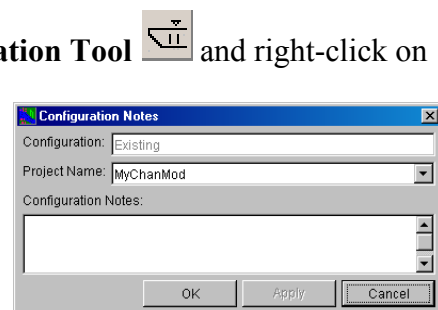 ation Tool and right-click on
Configuration Notes
Configuration: Existing
Project Name: MyChanMod
Configuration Notes:
OK Apply Cancel